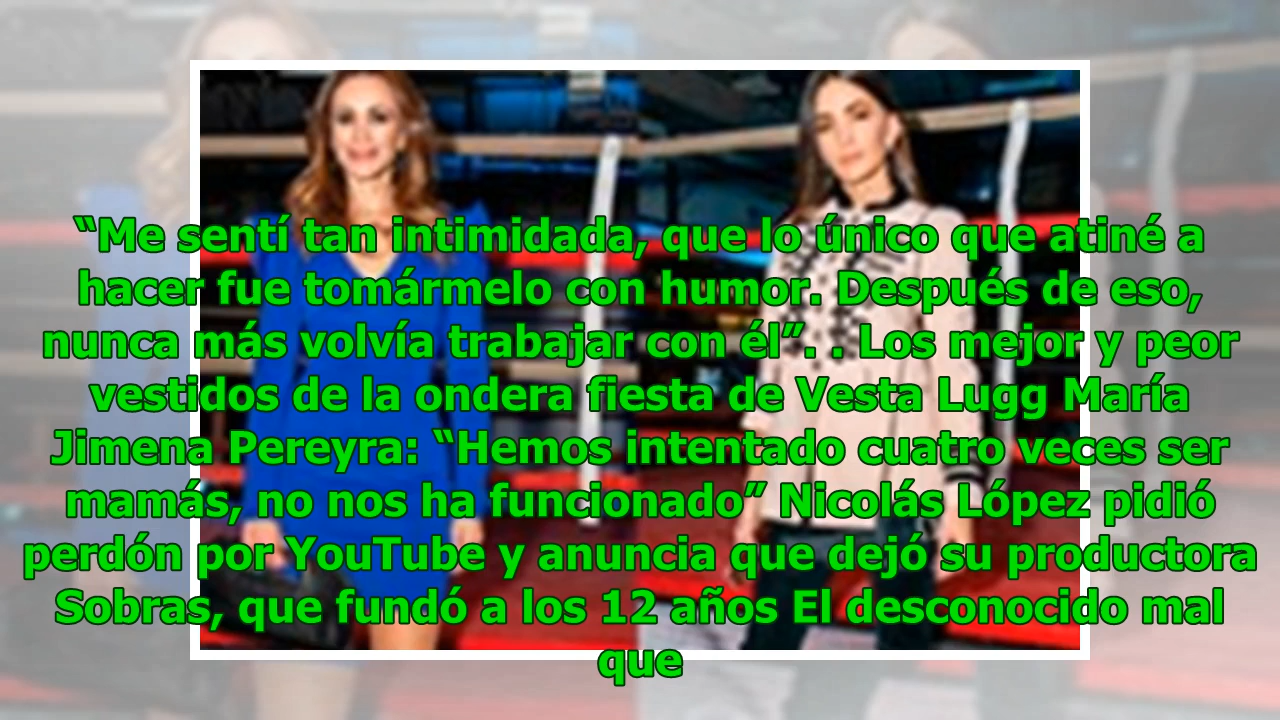 “Me sentí tan intimidada, que lo único que atiné a
hacer fue tomármelo con humor. Después de eso,
nunca más volvía trabajar con él”. . Los mejor y peor
vestidos de la ondera fiesta de Vesta Lugg María
Jimena Pereyra: “Hemos intentado cuatro veces ser
mamás, no nos ha funcionado” Nicolás López pidió
perdón por YouTube y anuncia que dejó su productora
Sobras, que fundó a los 12 años El desconocido mal
que